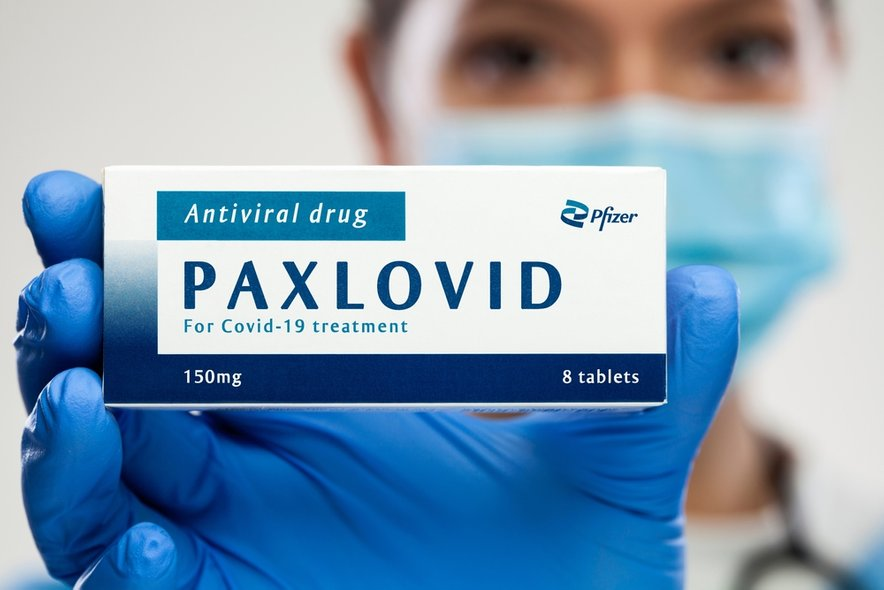 Antiviral drug
Pfizer
PAXLOVID
For Covid-19 treatment
150mg
8 tablets